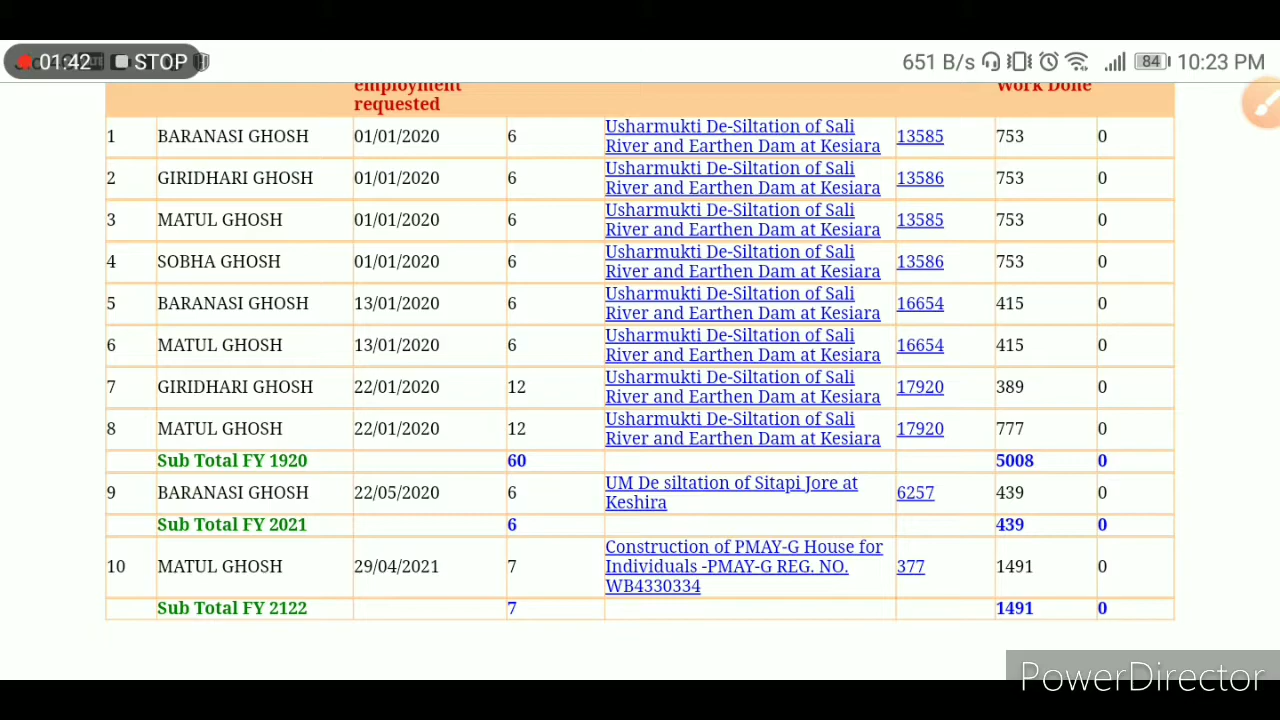 01:42 STOP 651 B/s 84 10:23 PM
employment
requested
Work Done
1 BARANASI GHOSH 01/01/2020 6 Usharmukti De-Siltation of Sali River and Earthen Dam at Kesiara 13585 753 0
2 GIRIDHARI GHOSH 01/01/2020 6 Usharmukti De-Siltation of Sali River and Earthen Dam at Kesiara 13586 753 0
3 MATUL GHOSH 01/01/2020 6 Usharmukti De-Siltation of Sali River and Earthen Dam at Kesiara 13585 753 0
4 SOBHA GHOSH 01/01/2020 6 Usharmukti De-Siltation of Sali River and Earthen Dam at Kesiara 13586 753 0
5 BARANASI GHOSH 13/01/2020 6 Usharmukti De-Siltation of Sali River and Earthen Dam at Kesiara 16654 415 0
6 MATUL GHOSH 13/01/2020 6 Usharmukti De-Siltation of Sali River and Earthen Dam at Kesiara 16654 415 0
7 GIRIDHARI GHOSH 22/01/2020 12 Usharmukti De-Siltation of Sali River and Earthen Dam at Kesiara 17920 389 0
8 MATUL GHOSH 22/01/2020 12 Usharmukti De-Siltation of Sali River and Earthen Dam at Kesiara 17920 777 0
Sub Total FY 1920 60 5008 0
9 BARANASI GHOSH 22/05/2020 6 UM De siltation of Sitapi Jore at Keshira 6257 439 0
Sub Total FY 2021 6 439 0
10 MATUL GHOSH 29/04/2021 7 Construction of PMAY-G House for Individuals -PMAY-G REG. NO. WB4330334 377 1491 0
Sub Total FY 2122 7 1491 0
PowerDirector